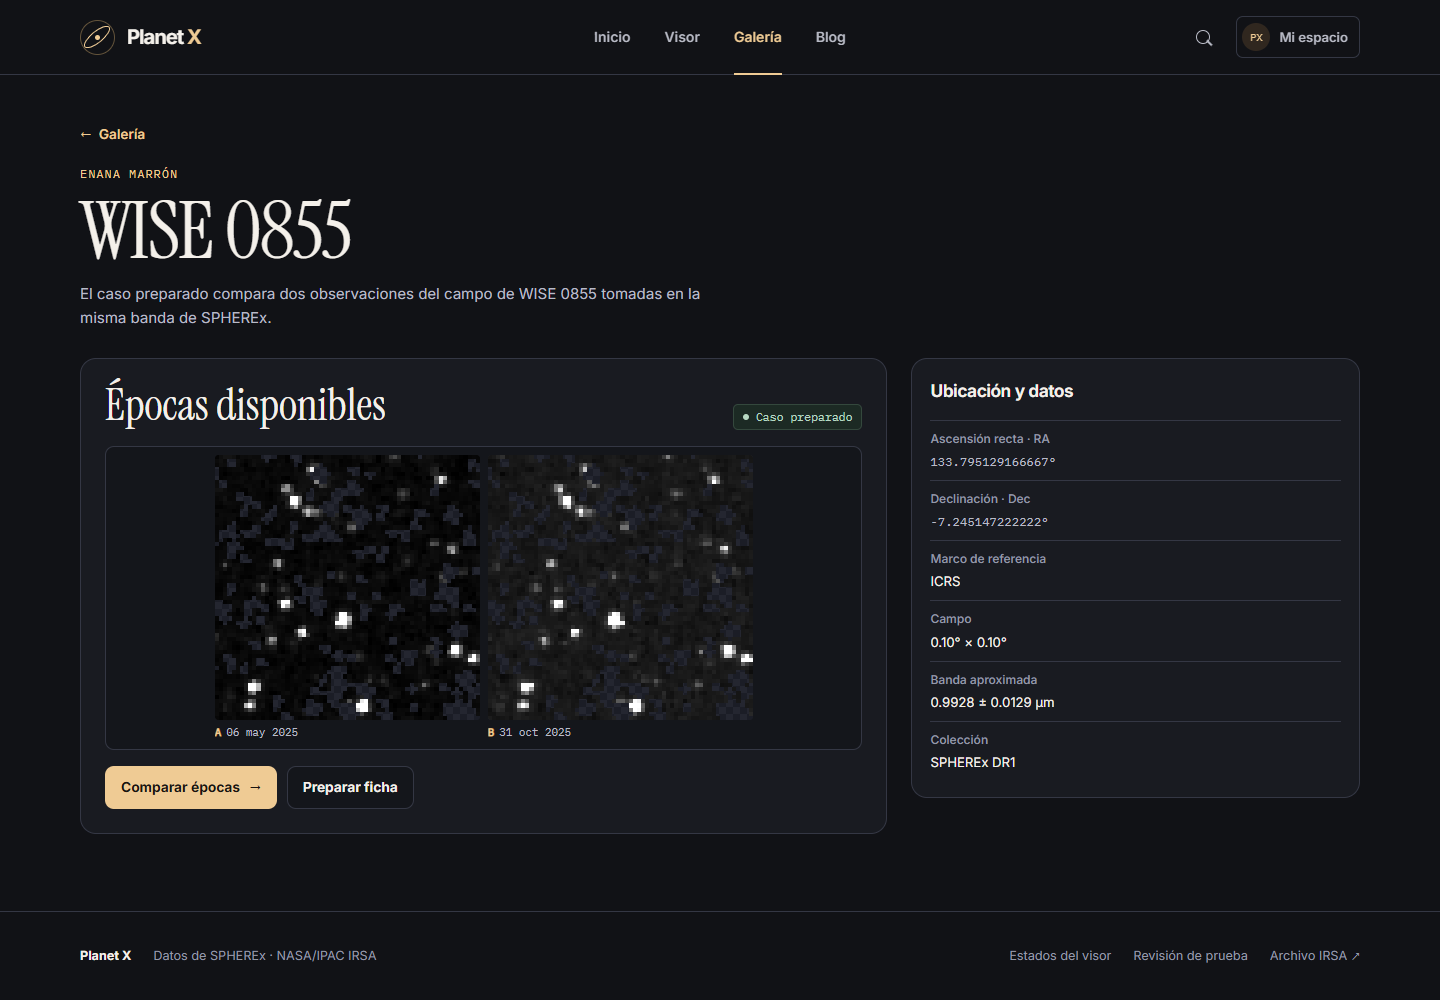 Planet X
Inicio
Visor
Galería
Blog
PX
Mi espacio
← Galería
ENANA MARRÓN
WISE 0855
El caso preparado compara dos observaciones del campo de WISE 0855 tomadas en la
misma banda de SPHEREx.
Épocas disponibles
Caso preparado
A 06 may 2025
B 31 oct 2025
Comparar épocas →
Preparar ficha
Ubicación y datos
Ascensión recta · RA
133.795129166667°
Declinación · Dec
-7.245147222222°
Marco de referencia
ICRS
Campo
0.10° × 0.10°
Banda aproximada
0.9928 ± 0.0129 μm
Colección
SPHEREx DR1
Planet X
Datos de SPHEREx · NASA/IPAC IRSA
Estados del visor
Revisión de prueba
Archivo IRSA ↗